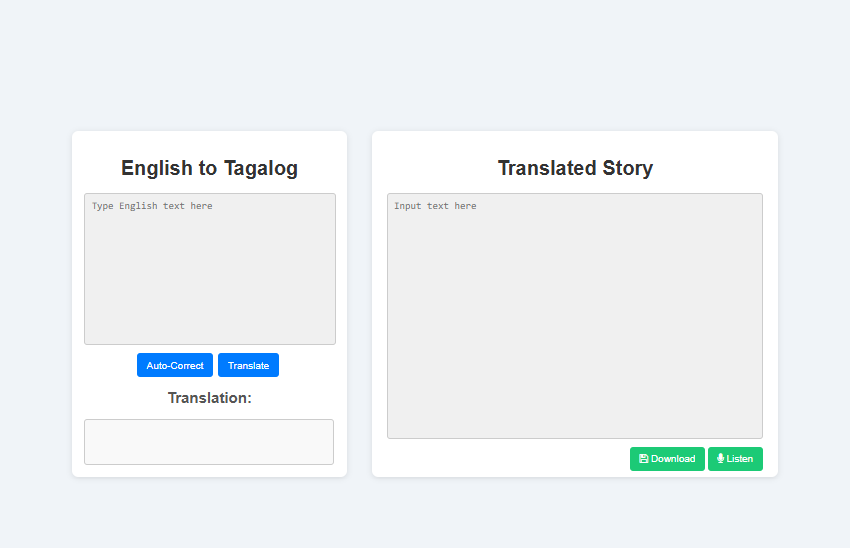 English to Tagalog
Type English text here
Auto-Correct
Translate
Translation:
Translated Story
Input text here
Download
Listen